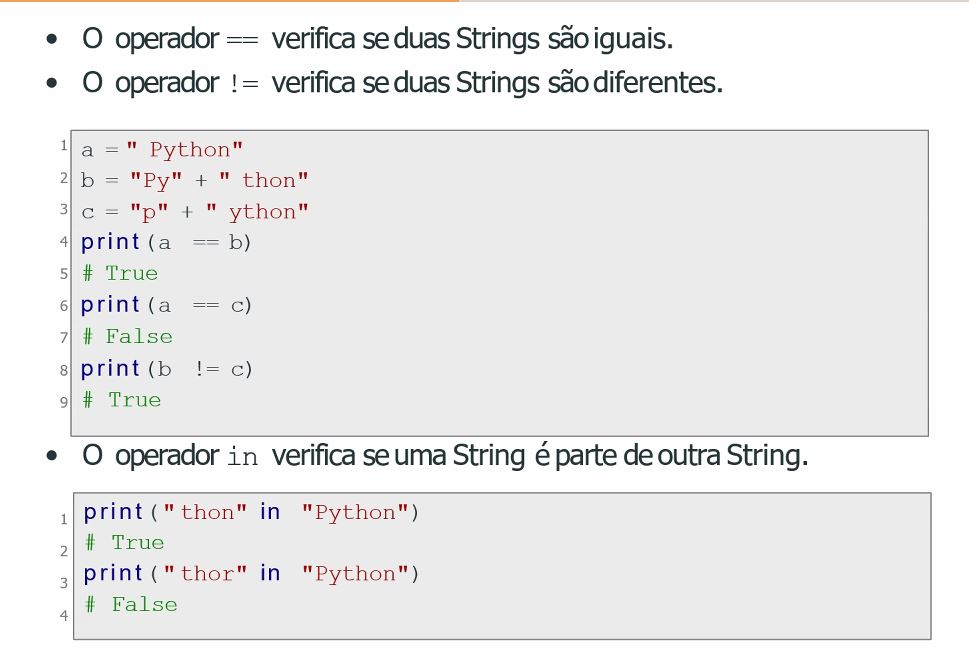 • O operador == verifica se duas Strings são iguais.
• O operador != verifica se duas Strings são diferentes.
1 a = " Python"
2 b = "Py" + " thon"
3 c = "p" + " ython"
4 print (a == b)
5 # True
6 print (a == c)
7 # False
8 print (b != c)
9 # True
• O operador in verifica se uma String é parte de outra String.
1 print (" thon" in "Python")
2 # True
3 print (" thor" in "Python")
4 # False